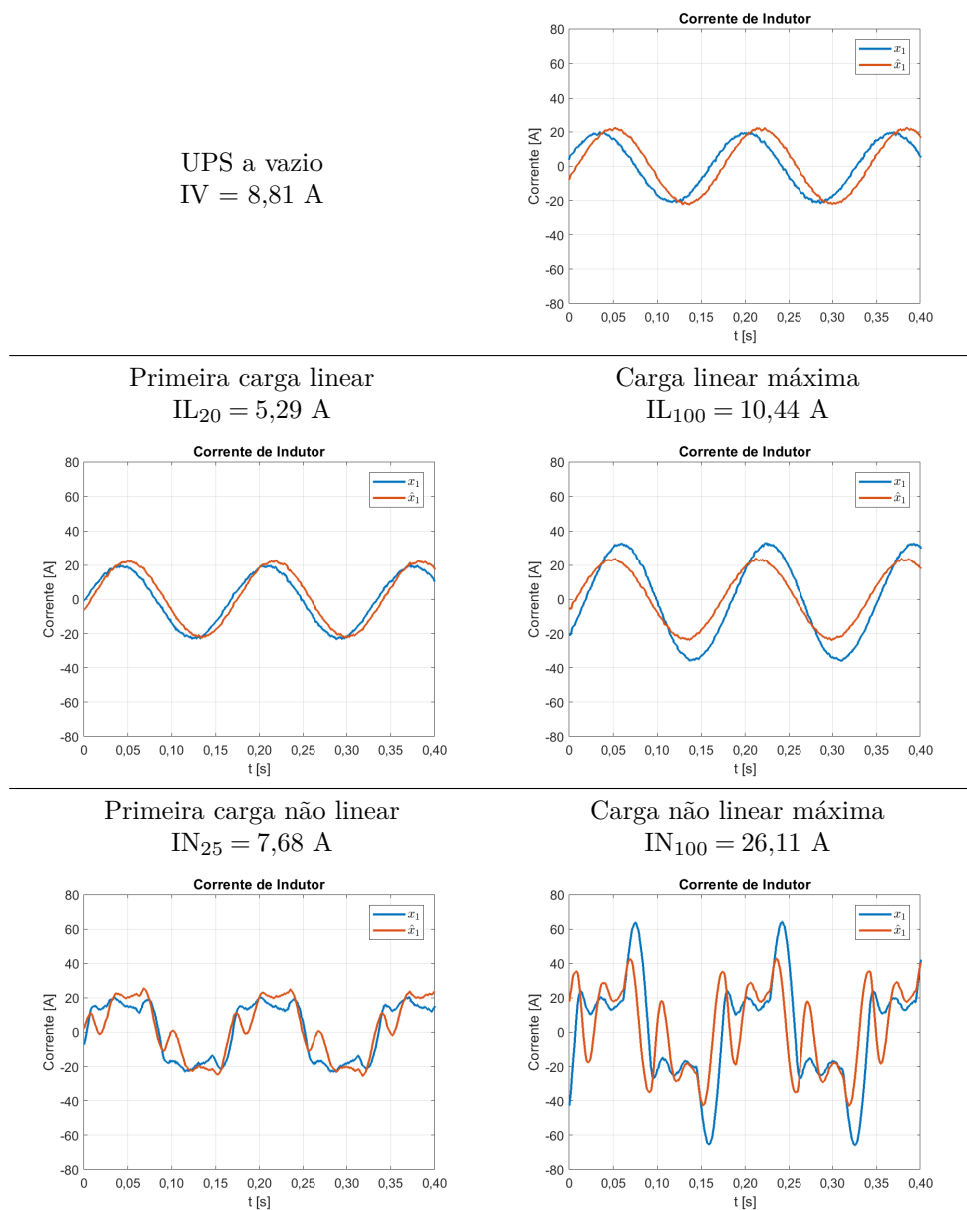 UPS a vazio
IV = 8,81 A
Corrente de Indutor
x₁
x̂₁
Corrente [A]
80
60
40
20
0
-20
-40
-60
-80
0 0,05 0,10 0,15 0,20 0,25 0,30 0,35 0,40
t [s]
Primeira carga linear
IL₂₀ = 5,29 A
Corrente de Indutor
x₁
x̂₁
Corrente [A]
80
60
40
20
0
-20
-40
-60
-80
0 0,05 0,10 0,15 0,20 0,25 0,30 0,35 0,40
t [s]
Carga linear máxima
IL₁₀₀ = 10,44 A
Corrente de Indutor
x₁
x̂₁
Corrente [A]
80
60
40
20
0
-20
-40
-60
-80
0 0,05 0,10 0,15 0,20 0,25 0,30 0,35 0,40
t [s]
Primeira carga não linear
IN₂₅ = 7,68 A
Corrente de Indutor
x₁
x̂₁
Corrente [A]
80
60
40
20
0
-20
-40
-60
-80
0 0,05 0,10 0,15 0,20 0,25 0,30 0,35 0,40
t [s]
Carga não linear máxima
IN₁₀₀ = 26,11 A
Corrente de Indutor
x₁
x̂₁
Corrente [A]
80
60
40
20
0
-20
-40
-60
-80
0 0,05 0,10 0,15 0,20 0,25 0,30 0,35 0,40
t [s]